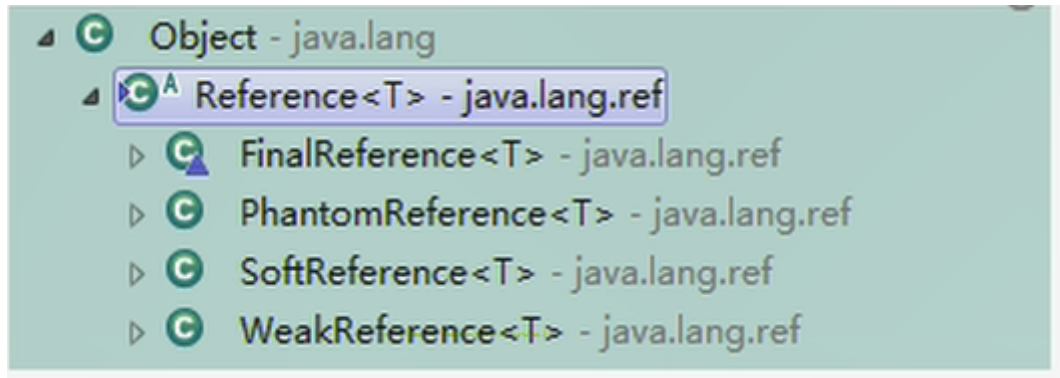 Object - java.lang
Reference<T> - java.lang.ref
FinalReference<T> - java.lang.ref
PhantomReference<T> - java.lang.ref
SoftReference<T> - java.lang.ref
WeakReference<T> - java.lang.ref